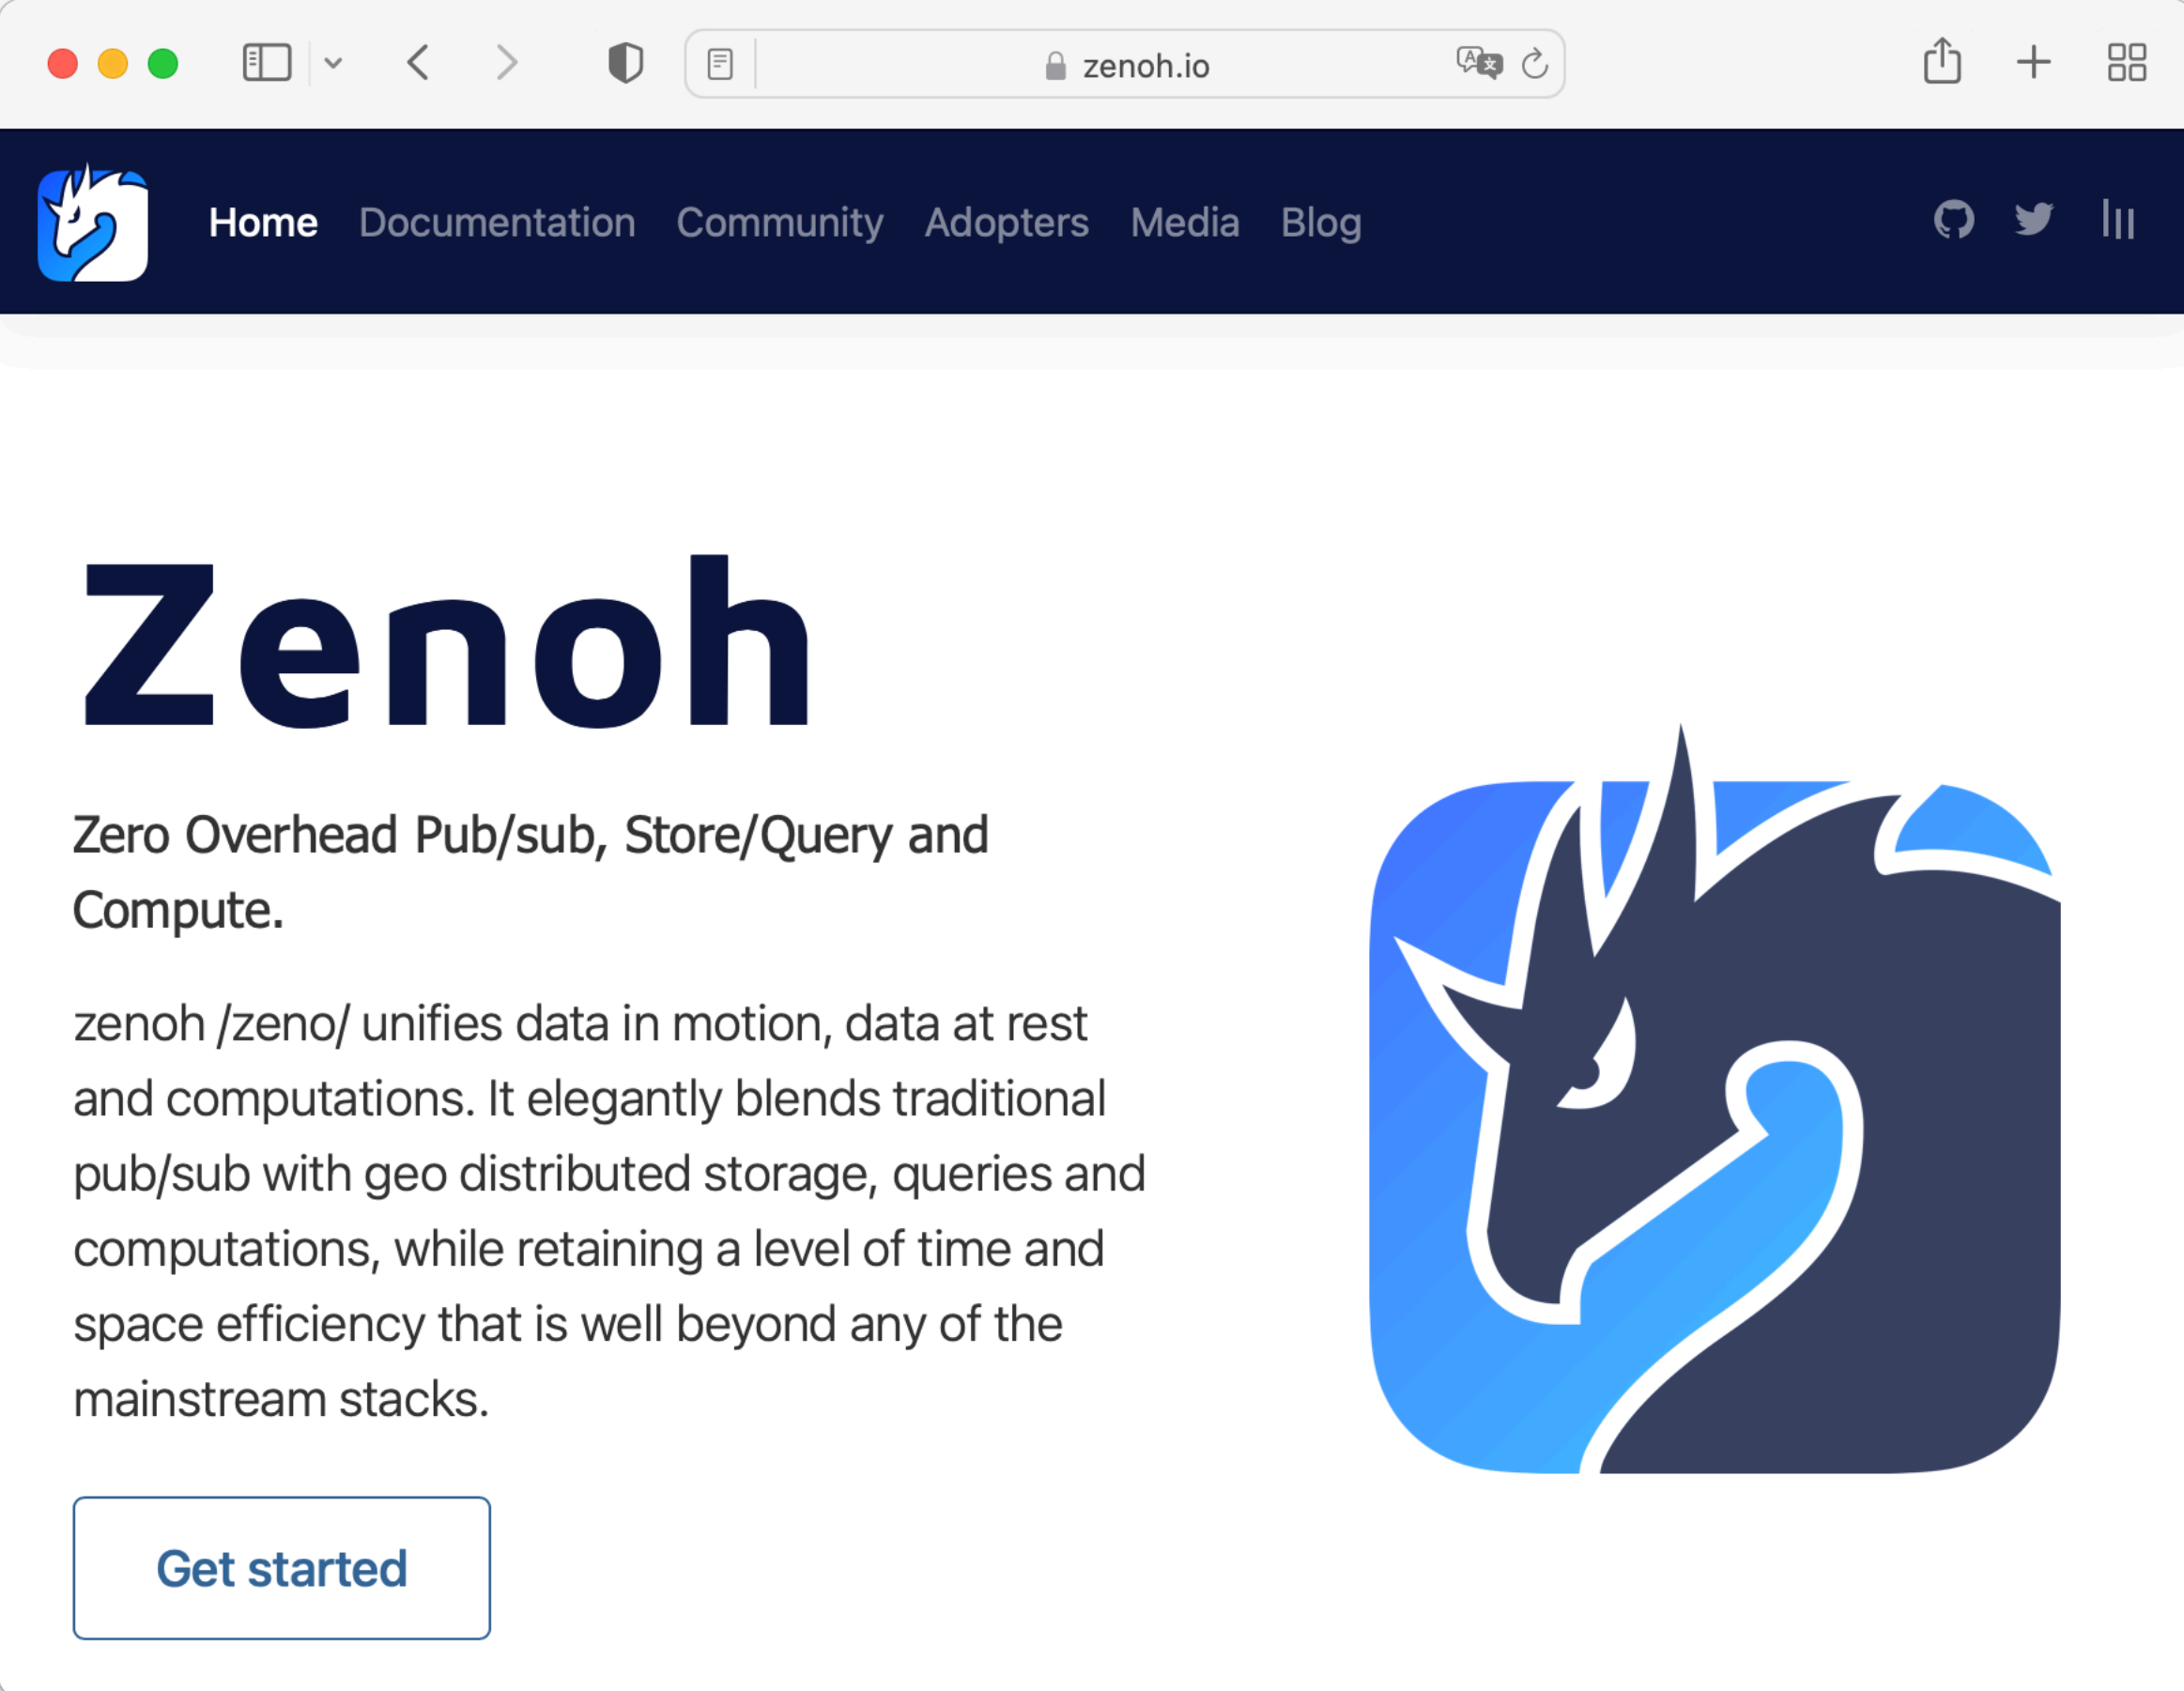 zenoh.io
Home Documentation Community Adopters Media Blog
Zenoh
Zero Overhead Pub/sub, Store/Query and
Compute.
zenoh /zeno/ unifies data in motion, data at rest
and computations. It elegantly blends traditional
pub/sub with geo distributed storage, queries and
computations, while retaining a level of time and
space efficiency that is well beyond any of the
mainstream stacks.
Get started